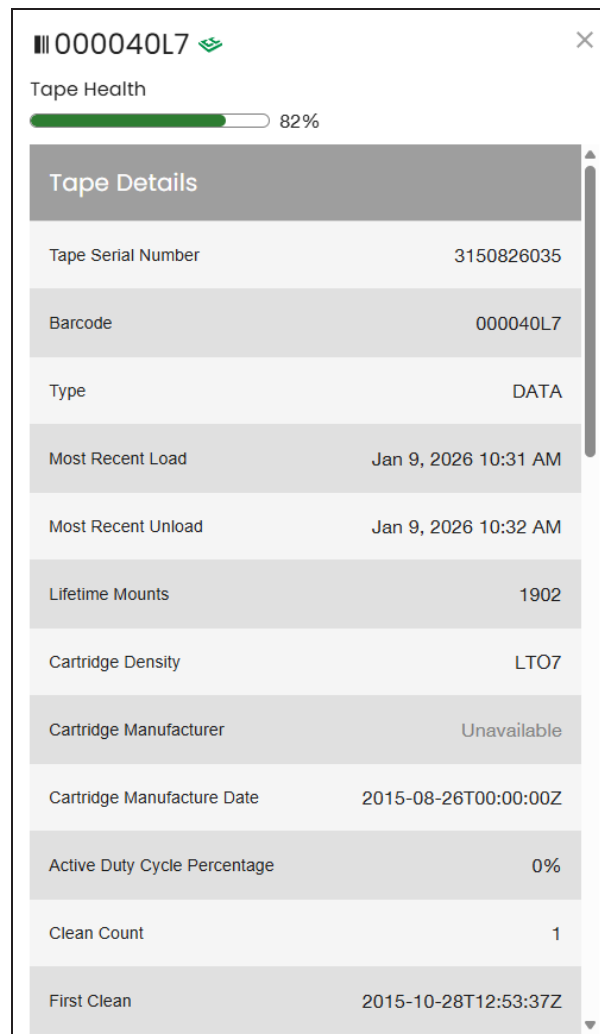 000040L7
Tape Health
82%
Tape Details
Tape Serial Number 3150826035
Barcode 000040L7
Type DATA
Most Recent Load Jan 9, 2026 10:31 AM
Most Recent Unload Jan 9, 2026 10:32 AM
Lifetime Mounts 1902
Cartridge Density LTO7
Cartridge Manufacturer Unavailable
Cartridge Manufacture Date 2015-08-26T00:00:00Z
Active Duty Cycle Percentage 0%
Clean Count 1
First Clean 2015-10-28T12:53:37Z